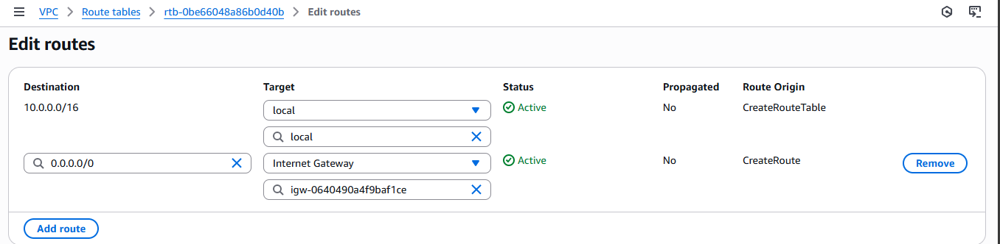 VPC > Route tables > rtb-0be66048a86b0d40b > Edit routes
Edit routes
Destination Target Status Propagated Route Origin
10.0.0.0/16 local Active No CreateRouteTable
local
0.0.0.0/0 Internet Gateway Active No CreateRoute Remove
igw-0640490a4f9baf1ce
Add route